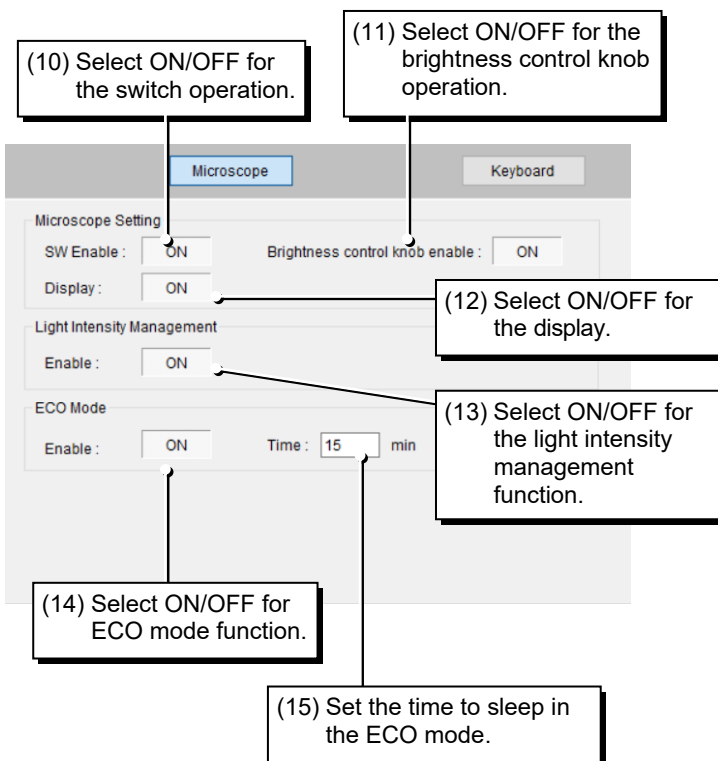 (10) Select ON/OFF for
the switch operation.
(11) Select ON/OFF for the
brightness control knob
operation.
Microscope
Keyboard
Microscope Setting
SW Enable : ON
Brightness control knob enable : ON
Display : ON
(12) Select ON/OFF for
the display.
Light Intensity Management
Enable : ON
(13) Select ON/OFF for
the light intensity
management
function.
ECO Mode
Enable : ON
Time : 15 min
(14) Select ON/OFF for
ECO mode function.
(15) Set the time to sleep in
the ECO mode.